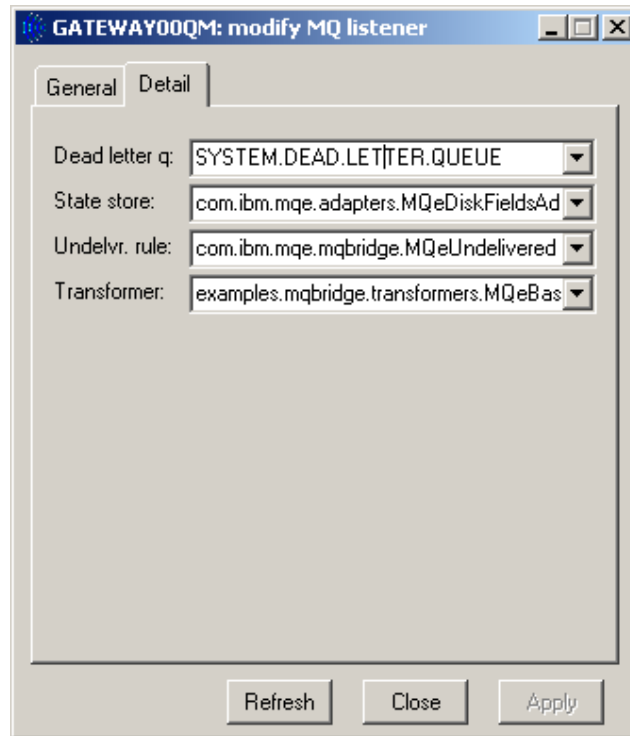 GATEWAY00QM: modify MQ listener
General Detail
Dead letter q: SYSTEM.DEAD.LETTER.QUEUE
State store: com.ibm.mqe.adapters.MQeDiskFieldsAd
Undelvr. rule: com.ibm.mqe.mqbridge.MQeUndelivered
Transformer: examples.mqbridge.transformers.MQeBas
Refresh Close Apply